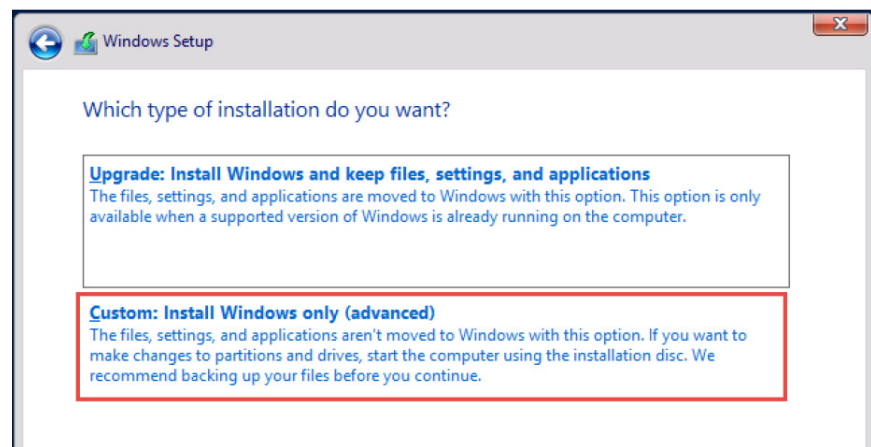 Windows Setup
Which type of installation do you want?
Upgrade: Install Windows and keep files, settings, and applications
The files, settings, and applications are moved to Windows with this option. This option is only
available when a supported version of Windows is already running on the computer.
Custom: Install Windows only (advanced)
The files, settings, and applications aren't moved to Windows with this option. If you want to
make changes to partitions and drives, start the computer using the installation disc. We
recommend backing up your files before you continue.